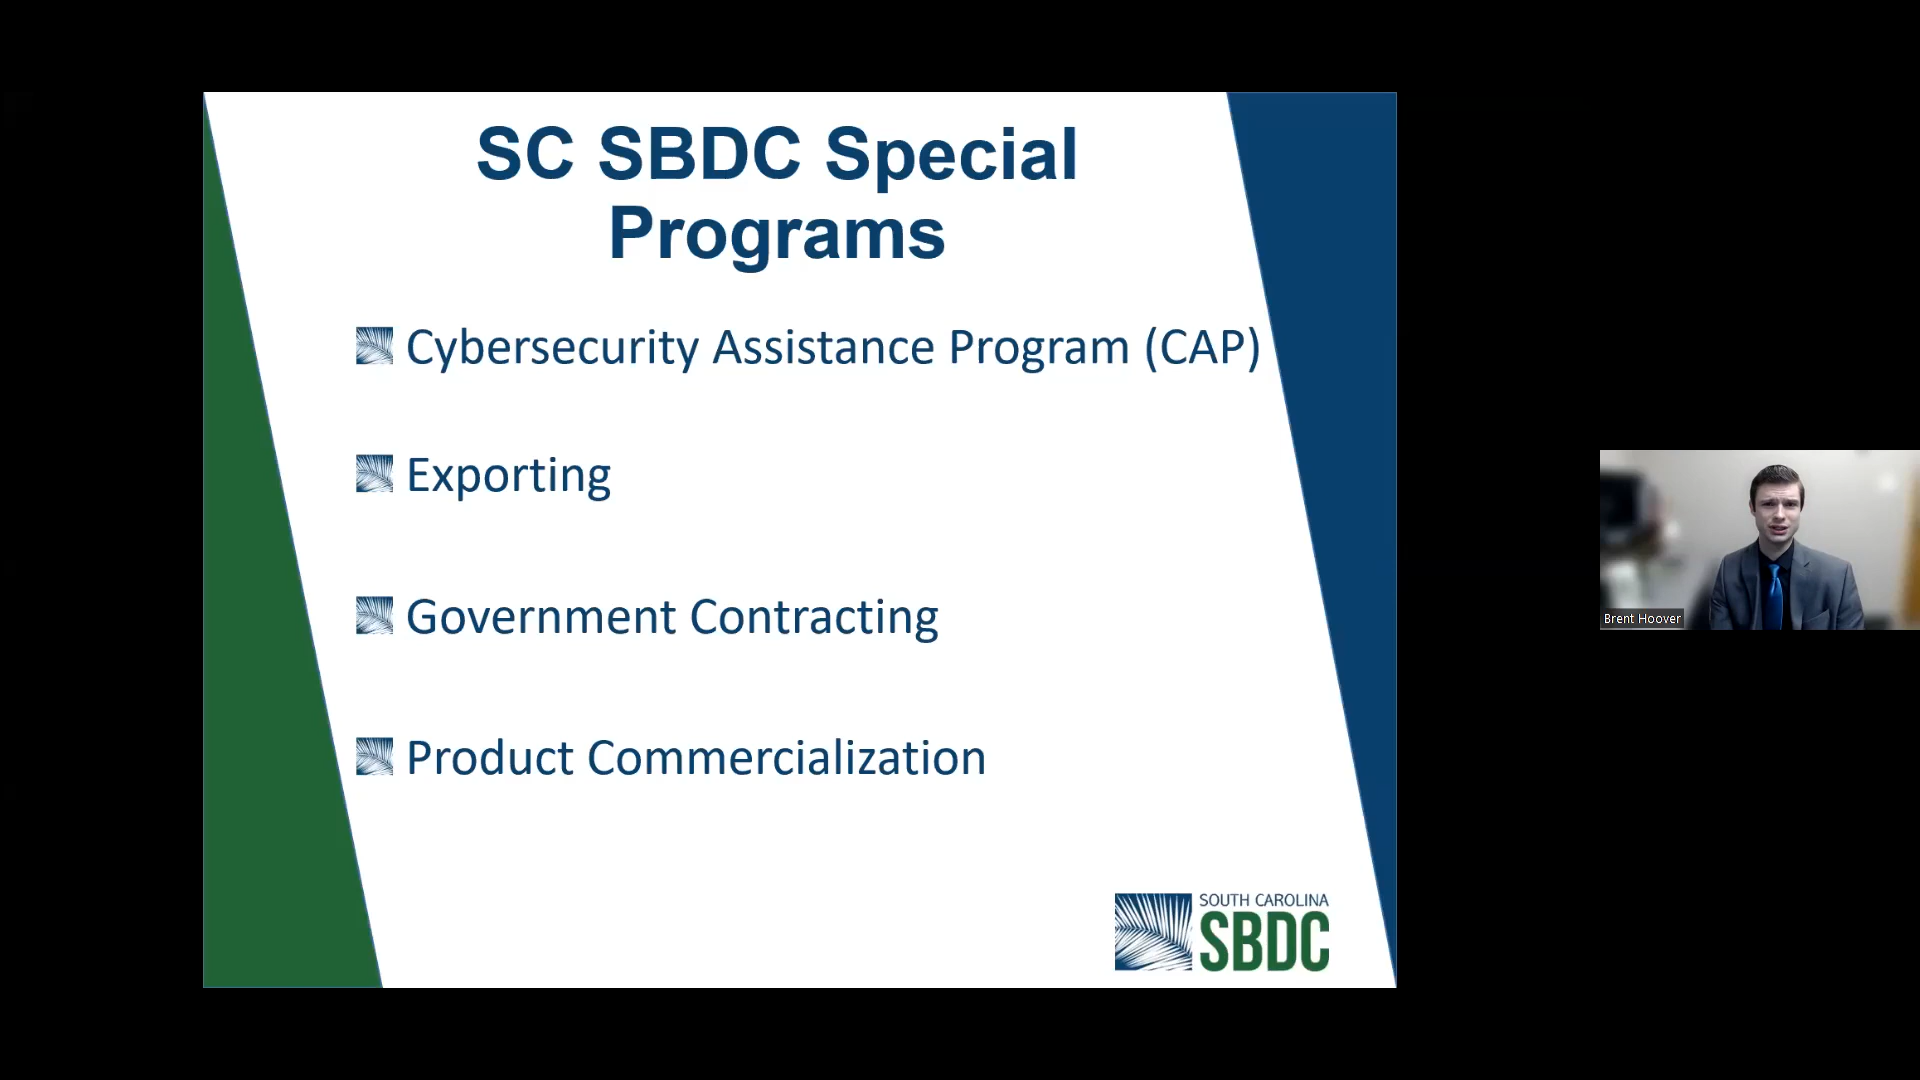 SC SBDC Special
Programs
Cybersecurity Assistance Program (CAP)
Exporting
Government Contracting
Product Commercialization
SOUTH CAROLINA
SBDC
Brent Hoover